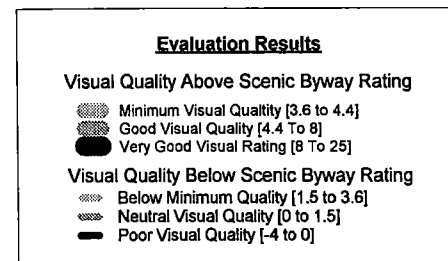 Evaluation Results
Visual Quality Above Scenic Byway Rating
Minimum Visual Qualtity [3.6 to 4.4]
Good Visual Quality [4.4 To 8]
Very Good Visual Rating [8 To 25]
Visual Quality Below Scenic Byway Rating
Below Minimum Quality [1.5 to 3.6]
Neutral Visual Quality [0 to 1.5]
Poor Visual Quality [-4 to 0]